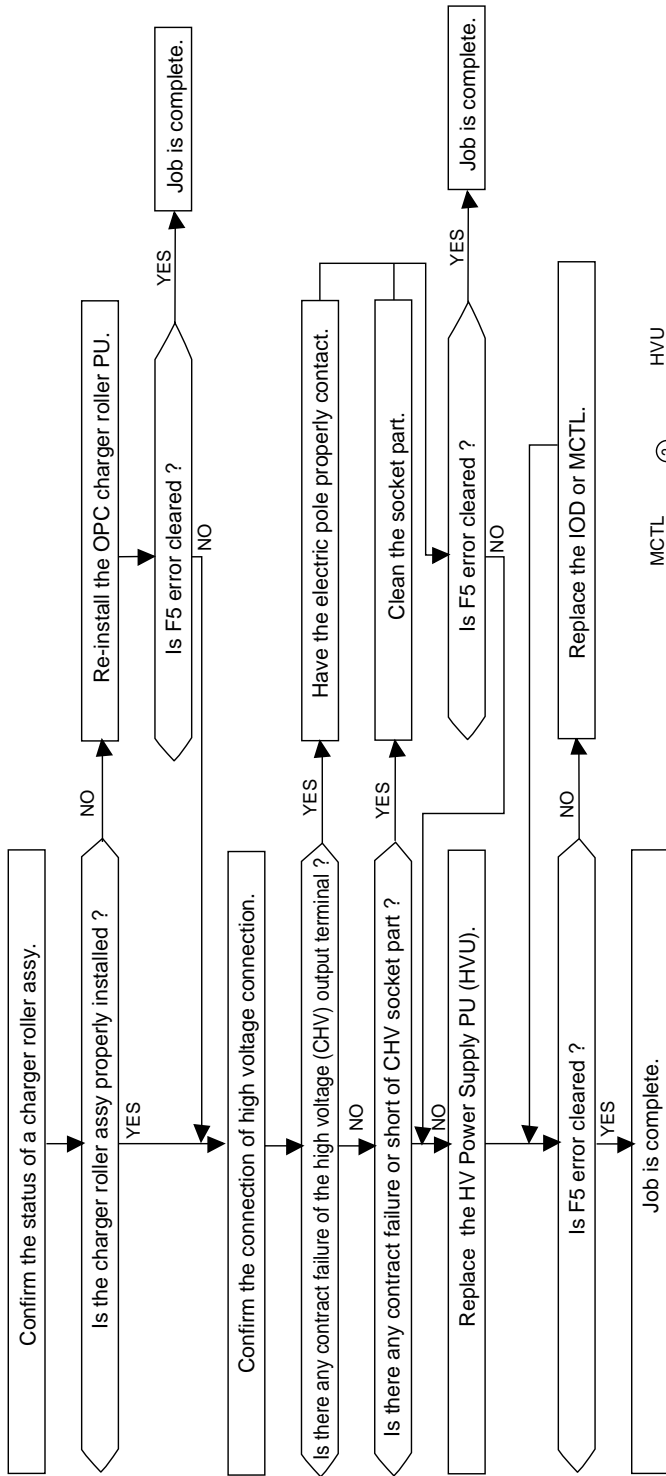 Confirm the status of a charger roller assy.
Is the charger roller assy properly installed ?
NO
Re-install the OPC charger roller PU.
YES
Is F5 error cleared ?
YES
Job is complete.
NO
Confirm the connection of high voltage connection.
Is there any contract failure of the high voltage (CHV) output terminal ?
YES
Have the electric pole properly contact.
NO
Is there any contract failure or short of CHV socket part ?
YES
Clean the socket part.
NO
Is F5 error cleared ?
YES
Job is complete.
NO
Replace the HV Power Supply PU (HVU).
Is F5 error cleared ?
NO
Replace the IOD or MCTL.
YES
Job is complete.
MCTL
HVU